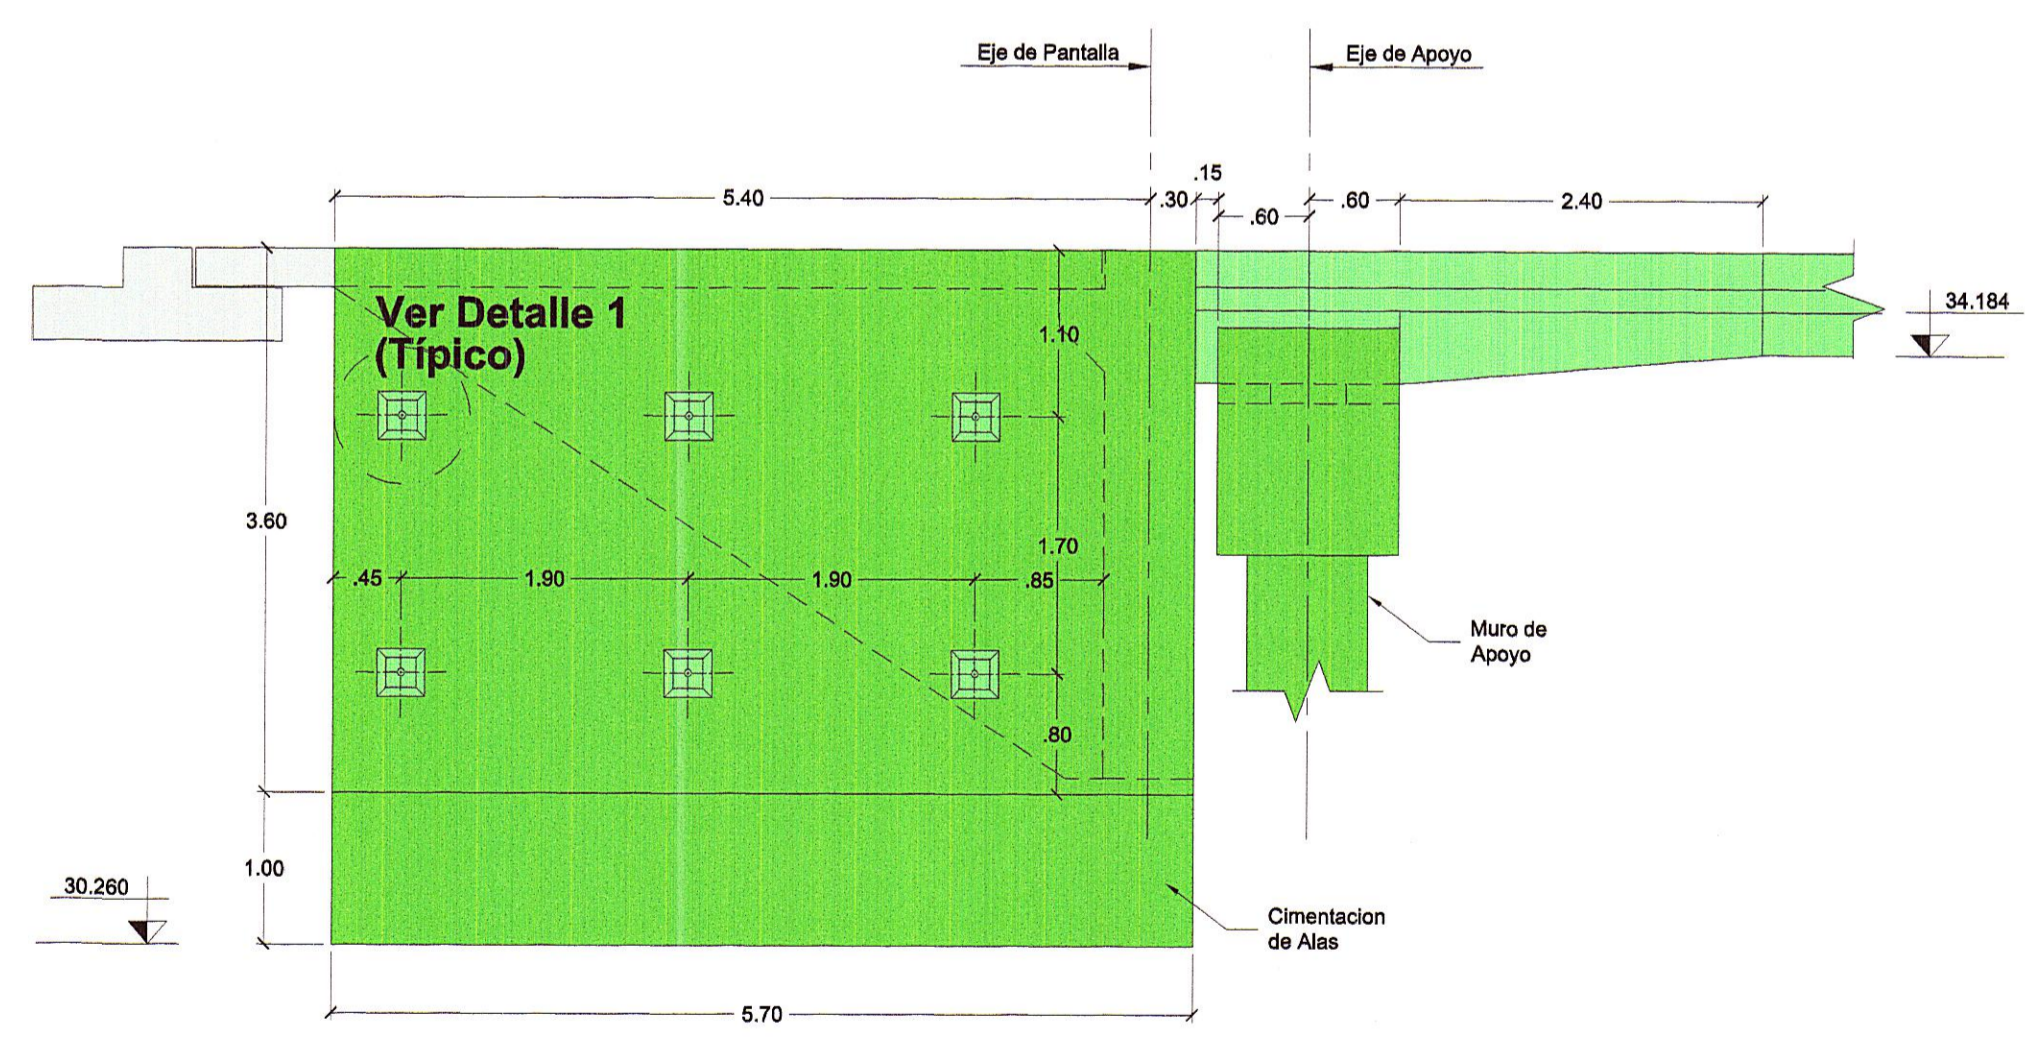 Eje de Pantalla
Eje de Apoyo
.15
5.40
.30
.60
.60
2.40
Ver Detalle 1
(Típico)
1.10
34.184
3.60
1.70
.45
1.90
1.90
.85
Muro de
Apoyo
.80
1.00
30.260
Cimentacion
de Alas
5.70